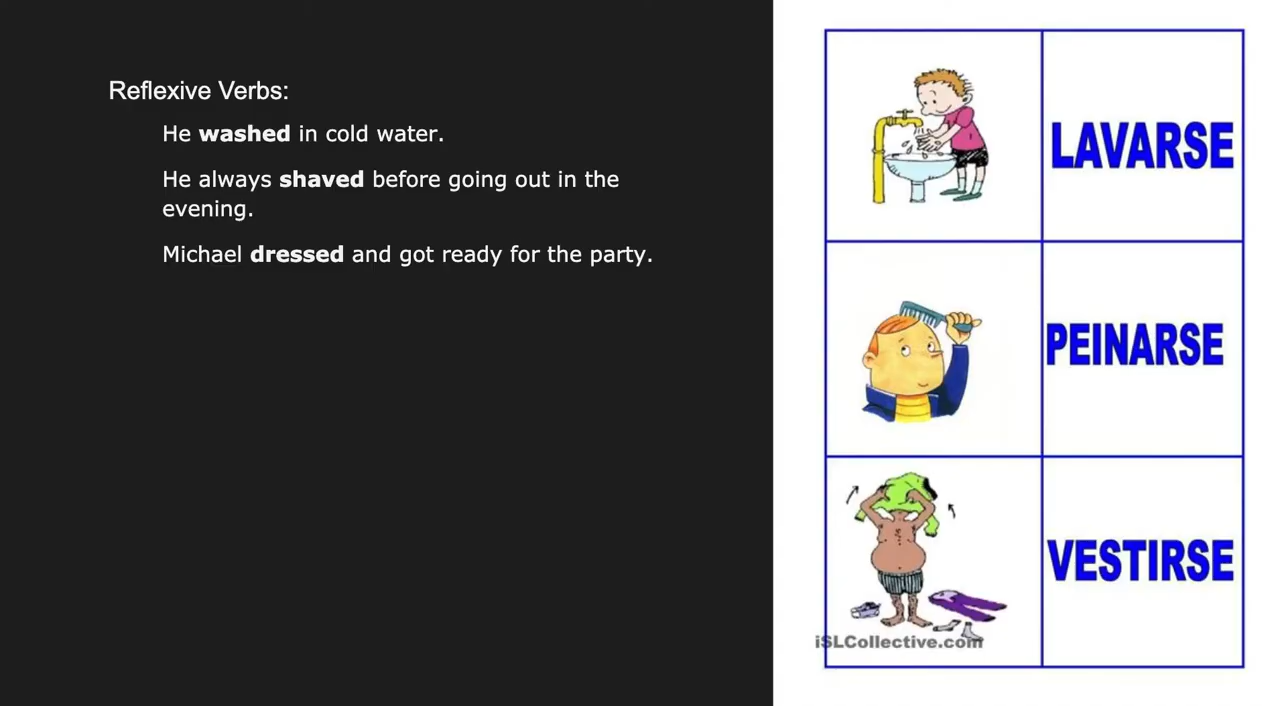 Reflexive Verbs:
He washed in cold water.
He always shaved before going out in the
evening.
Michael dressed and got ready for the party.
LAVARSE
PEINARSE
VESTIRSE
iSLCollective.com